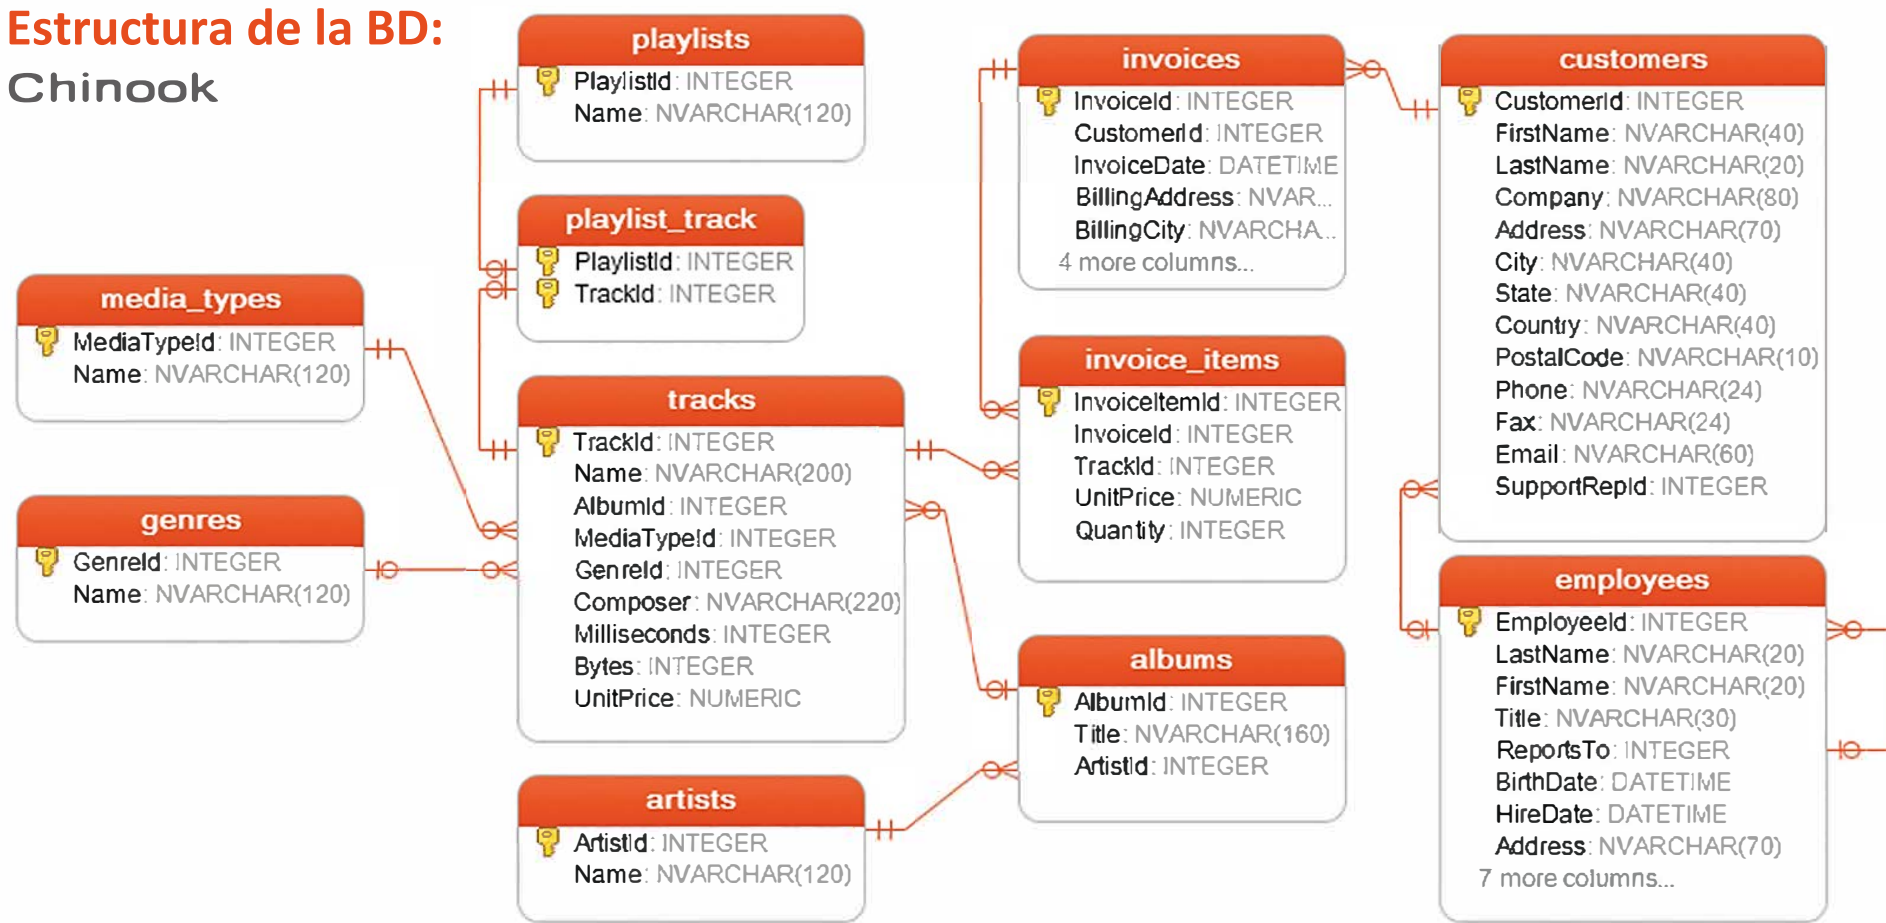 Estructura de la BD:
Chinook
playlists
PlaylistId: INTEGER
Name: NVARCHAR(120)
playlist_track
PlaylistId: INTEGER
TrackId: INTEGER
media_types
MediaTypeId: INTEGER
Name: NVARCHAR(120)
genres
GenreId: INTEGER
Name: NVARCHAR(120)
tracks
TrackId: INTEGER
Name: NVARCHAR(200)
AlbumId: INTEGER
MediaTypeId: INTEGER
GenreId: INTEGER
Composer: NVARCHAR(220)
Milliseconds: INTEGER
Bytes: INTEGER
UnitPrice: NUMERIC
artists
ArtistId: INTEGER
Name: NVARCHAR(120)
invoices
InvoiceId: INTEGER
CustomerId: INTEGER
InvoiceDate: DATETIME
BillingAddress: NVAR...
BillingCity: NVARCHA...
4 more columns...
invoice_items
InvoiceItemId: INTEGER
InvoiceId: INTEGER
TrackId: INTEGER
UnitPrice: NUMERIC
Quantity: INTEGER
albums
AlbumId: INTEGER
Title: NVARCHAR(160)
ArtistId: INTEGER
customers
CustomerId: INTEGER
FirstName: NVARCHAR(40)
LastName: NVARCHAR(20)
Company: NVARCHAR(80)
Address: NVARCHAR(70)
City: NVARCHAR(40)
State: NVARCHAR(40)
Country: NVARCHAR(40)
PostalCode: NVARCHAR(10)
Phone: NVARCHAR(24)
Fax: NVARCHAR(24)
Email: NVARCHAR(60)
SupportRepId: INTEGER
employees
EmployeeId: INTEGER
LastName: NVARCHAR(20)
FirstName: NVARCHAR(20)
Title: NVARCHAR(30)
ReportsTo: INTEGER
BirthDate: DATETIME
HireDate: DATETIME
Address: NVARCHAR(70)
7 more columns...